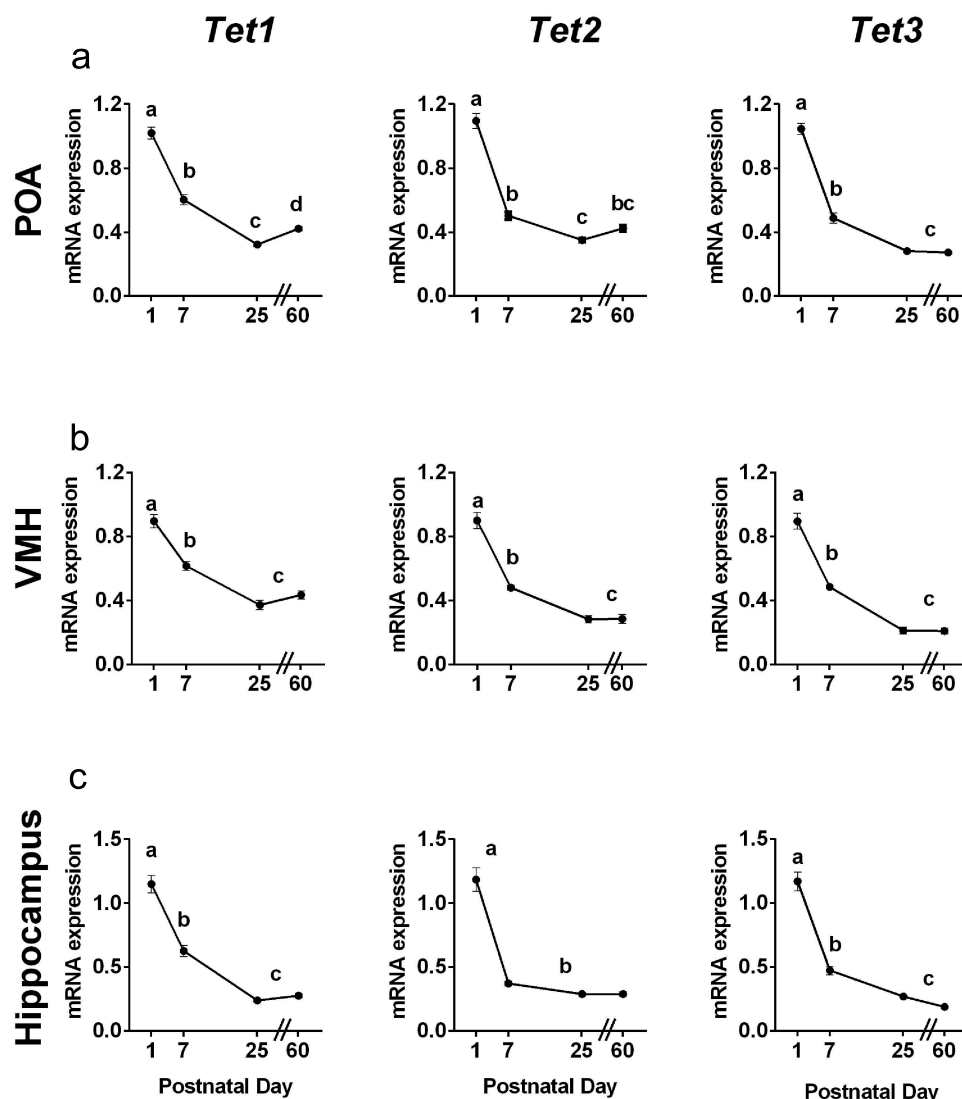 Tet1 Tet2 Tet3
a
POA
mRNA expression
1.2
0.8
0.4
0.0
a
b
c
d
1 7 25 60
mRNA expression
1.2
0.8
0.4
0.0
a
b
c
bc
1 7 25 60
mRNA expression
1.2
0.8
0.4
0.0
a
b
c
1 7 25 60
b
VMH
mRNA expression
1.2
0.8
0.4
0.0
a
b
c
1 7 25 60
mRNA expression
1.2
0.8
0.4
0.0
a
b
c
1 7 25 60
mRNA expression
1.2
0.8
0.4
0.0
a
b
c
1 7 25 60
c
Hippocampus
mRNA expression
1.5
1.0
0.5
0.0
a
b
c
1 7 25 60
Postnatal Day
mRNA expression
1.5
1.0
0.5
0.0
a
b
1 7 25 60
Postnatal Day
mRNA expression
1.5
1.0
0.5
0.0
a
b
c
1 7 25 60
Postnatal Day